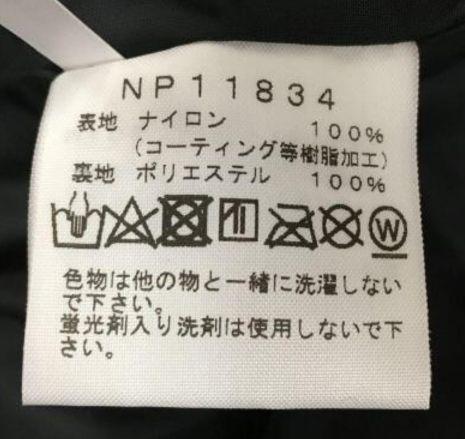 NP11834
表地 ナイロン 100%
(コーティング等樹脂加工)
裏地 ポリエステル 100%
W
色物は他の物と一緒に洗濯しない
で下さい。
蛍光剤入り洗剤は使用しないで下
さい。